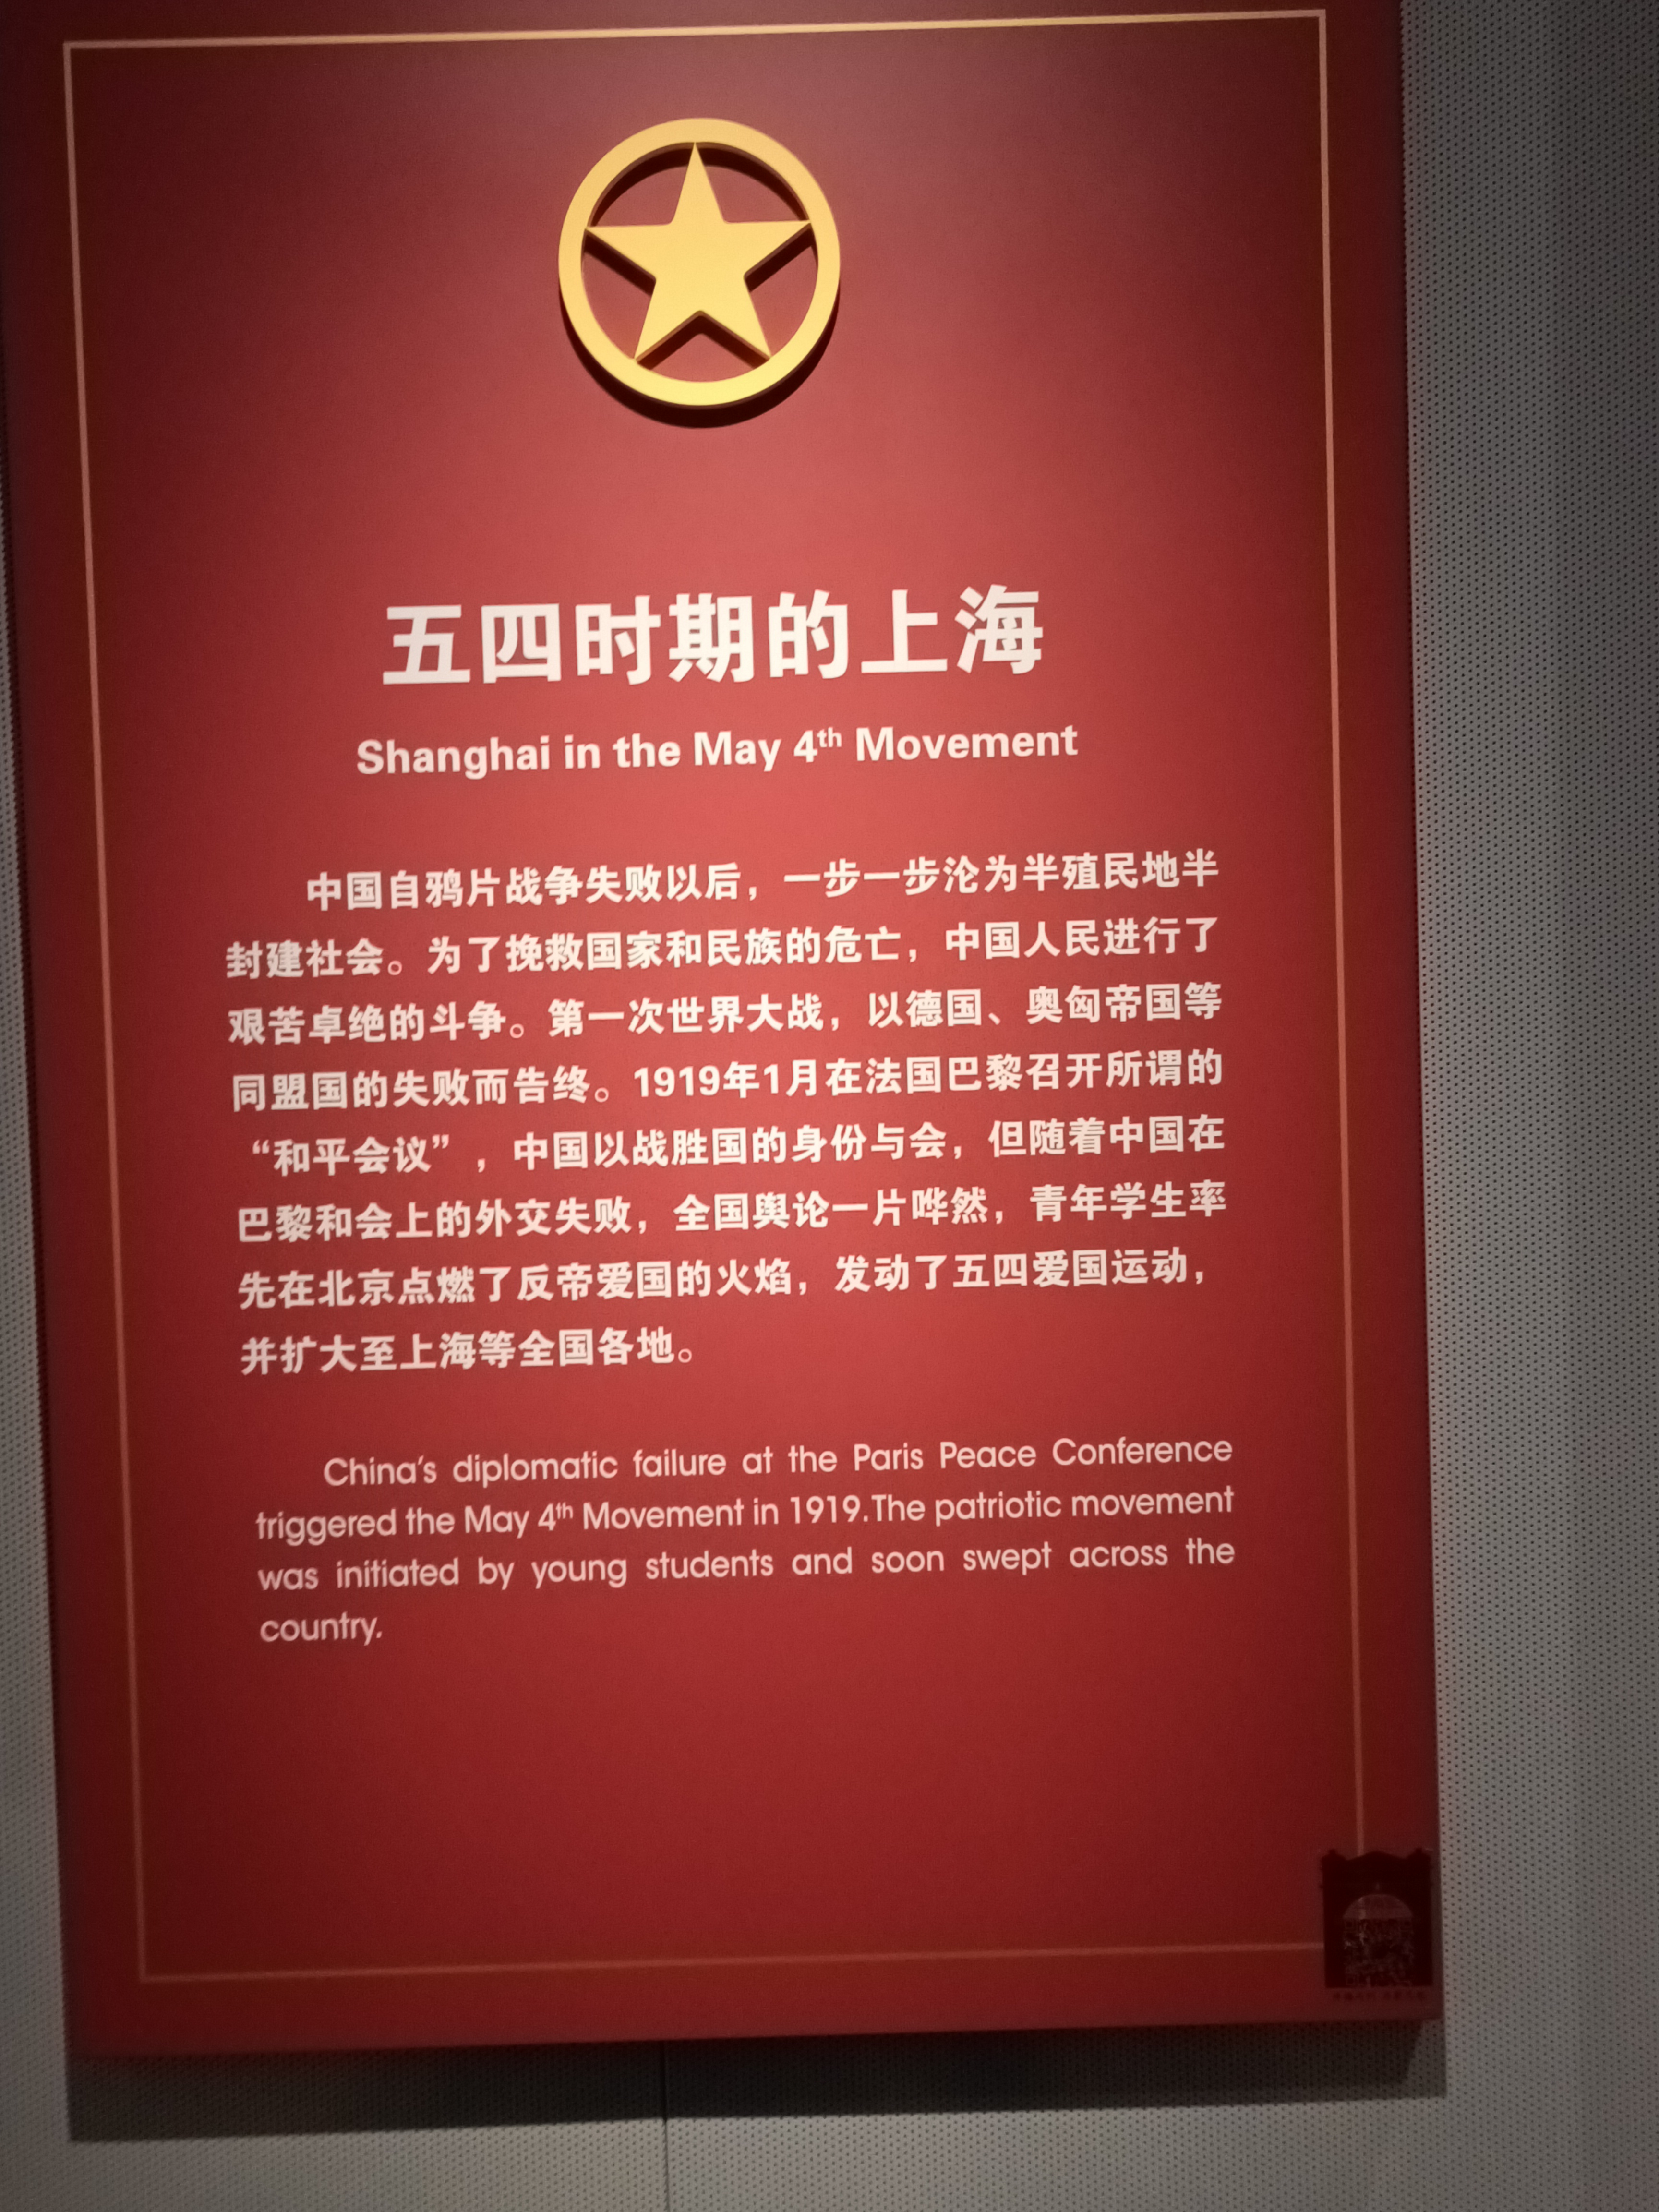 五四时期的上海
Shanghai in the May 4th Movement
中国自鸦片战争失败以后，一步一步沦为半殖民地半
封建社会。为了挽救国家和民族的危亡，中国人民进行了
艰苦卓绝的斗争。第一次世界大战，以德国、奥匈帝国等
同盟国的失败而告终。1919年1月在法国巴黎召开所谓的
“和平会议”，中国以战胜国的身份与会，但随着中国在
巴黎和会上的外交失败，全国舆论一片哗然，青年学生率
先在北京点燃了反帝爱国的火焰，发动了五四爱国运动，
并扩大至上海等全国各地。
China's diplomatic failure at the Paris Peace Conference
triggered the May 4th Movement in 1919.The patriotic movement
was initiated by young students and soon swept across the
country.